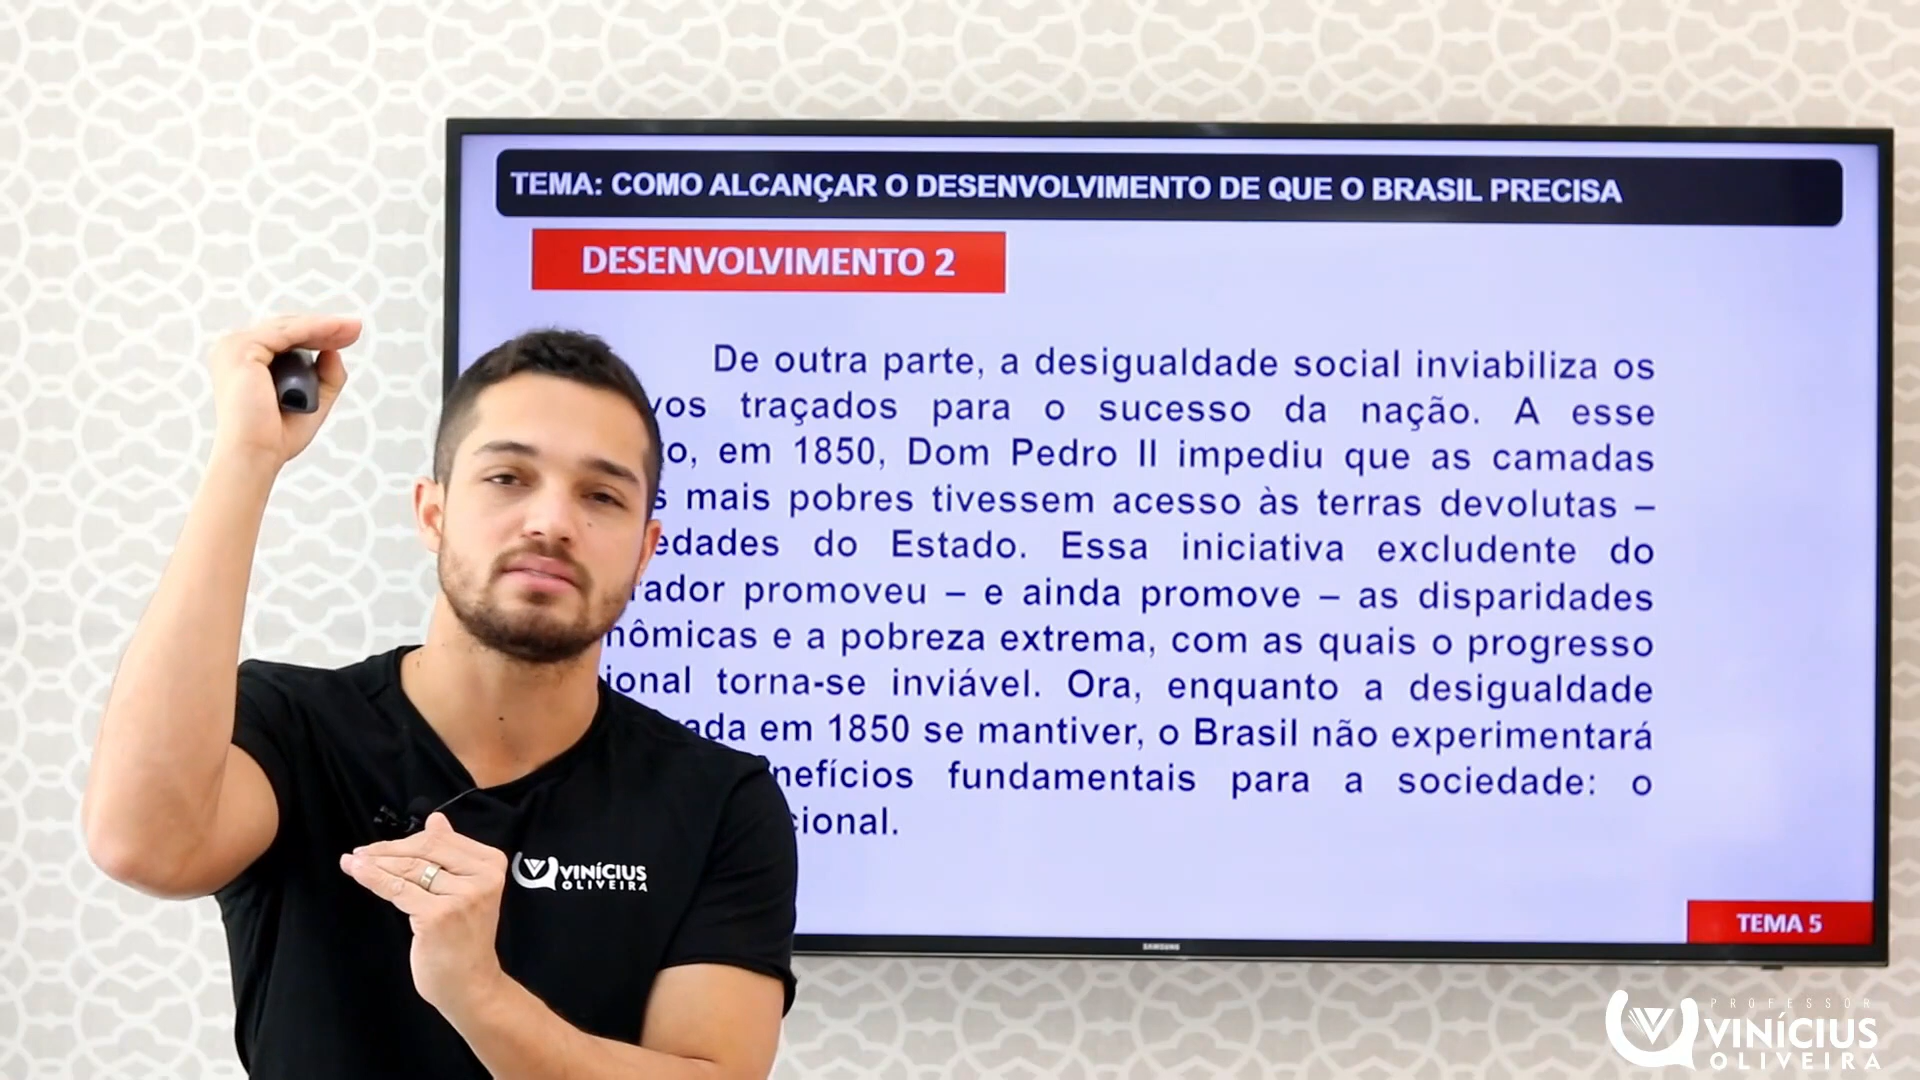 TEMA: COMO ALCANÇAR O DESENVOLVIMENTO DE QUE O BRASIL PRECISA
DESENVOLVIMENTO 2
De outra parte, a desigualdade social inviabiliza os
vos traçados para o sucesso da nação. A esse
o, em 1850, Dom Pedro II impediu que as camadas
s mais pobres tivessem acesso às terras devolutas –
edades do Estado. Essa iniciativa excludente do
rador promoveu – e ainda promove – as disparidades
nômicas e a pobreza extrema, com as quais o progresso
ional torna-se inviável. Ora, enquanto a desigualdade
ada em 1850 se mantiver, o Brasil não experimentará
nefícios fundamentais para a sociedade: o
cional.
VINÍCIUS
OLIVEIRA
TEMA 5
SAMSUNG
PROFESSOR
VINÍCIUS
OLIVEIRA